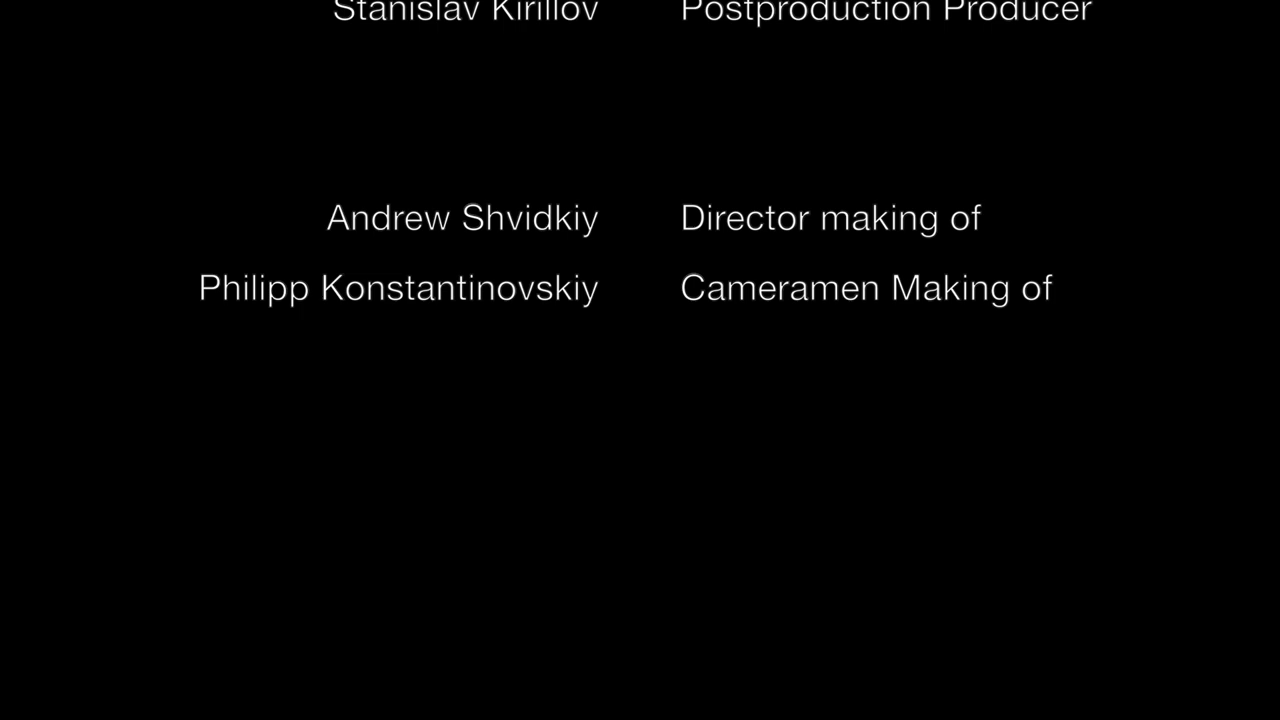 Stanislav Kirillov Postproduction Producer
Andrew Shvidkiy Director making of
Philipp Konstantinovskiy Cameramen Making of